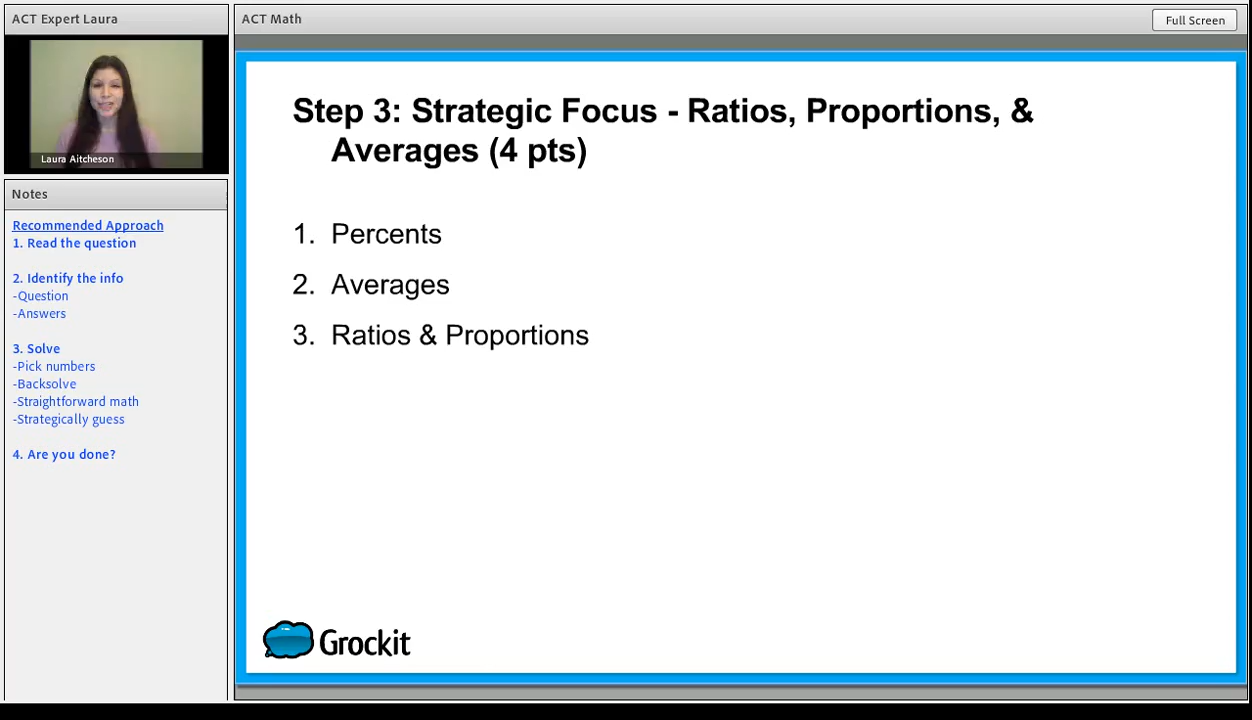 ACT Expert Laura
Laura Aitcheson
Notes
Recommended Approach
1. Read the question
2. Identify the info
-Question
-Answers
3. Solve
-Pick numbers
-Backsolve
-Straightforward math
-Strategically guess
4. Are you done?
ACT Math
Full Screen
Step 3: Strategic Focus - Ratios, Proportions, &
Averages (4 pts)
1. Percents
2. Averages
3. Ratios & Proportions
Grockit